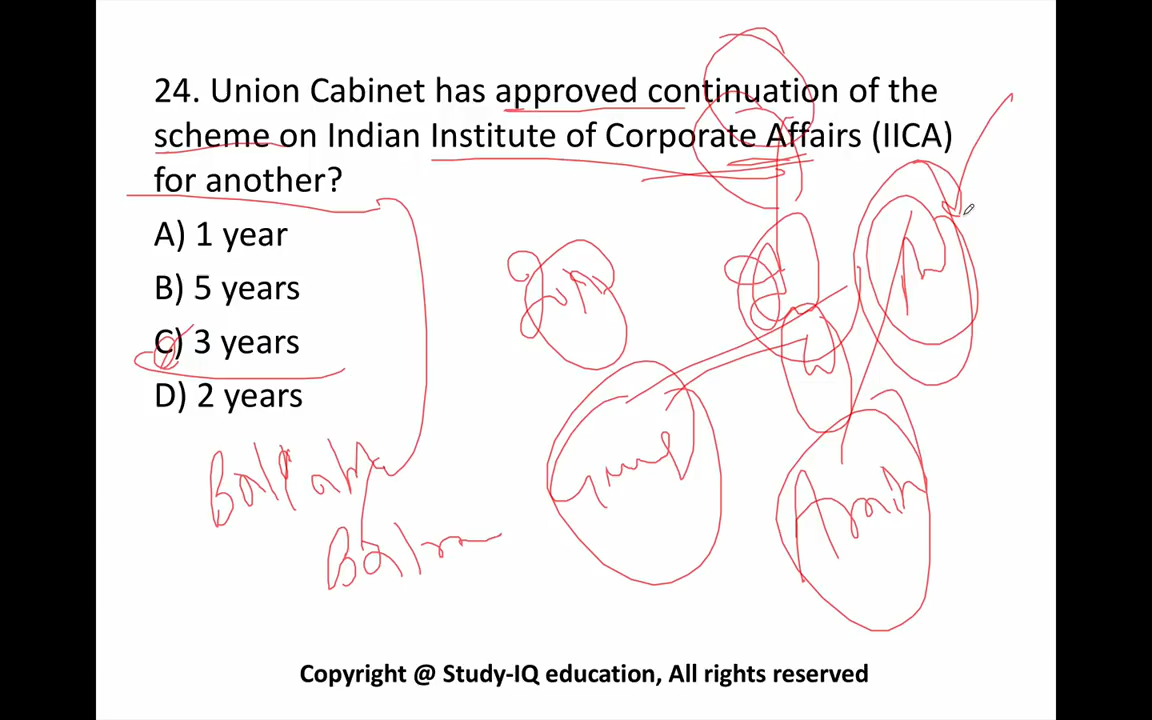 24. Union Cabinet has approved continuation of the
scheme on Indian Institute of Corporate Affairs (IICA)
for another?
A) 1 year
B) 5 years
C) 3 years
D) 2 years
Amit
Copyright @ Study-IQ education, All rights reserved